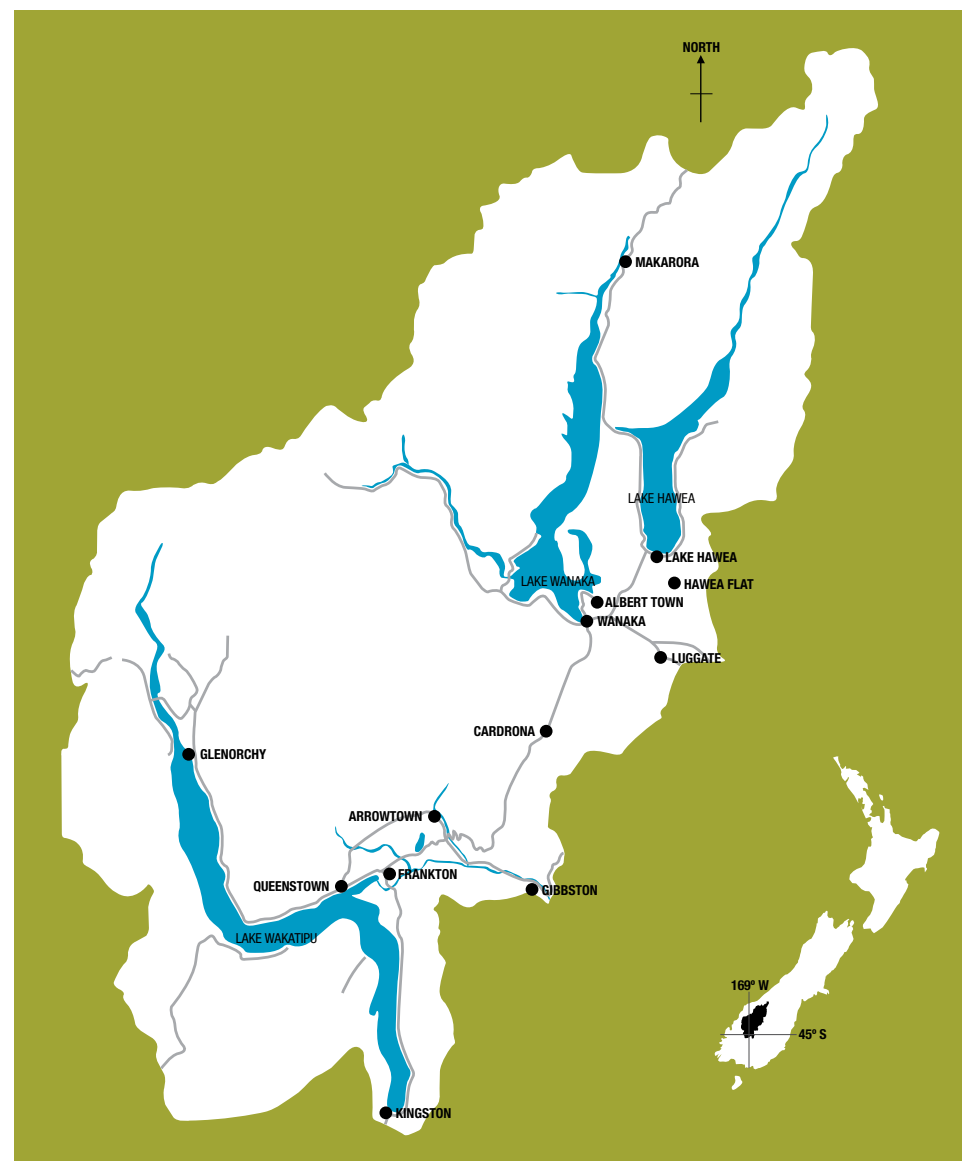 NORTH
MAKARORA
LAKE HAWEA
LAKE HAWEA
LAKE WANAKA
HAWEA FLAT
ALBERT TOWN
WANAKA
LUGGATE
CARDRONA
GLENORCHY
ARROWTOWN
FRANKTON
QUEENSTOWN
GIBBSTON
LAKE WAKATIPU
169º W
45º S
KINGSTON